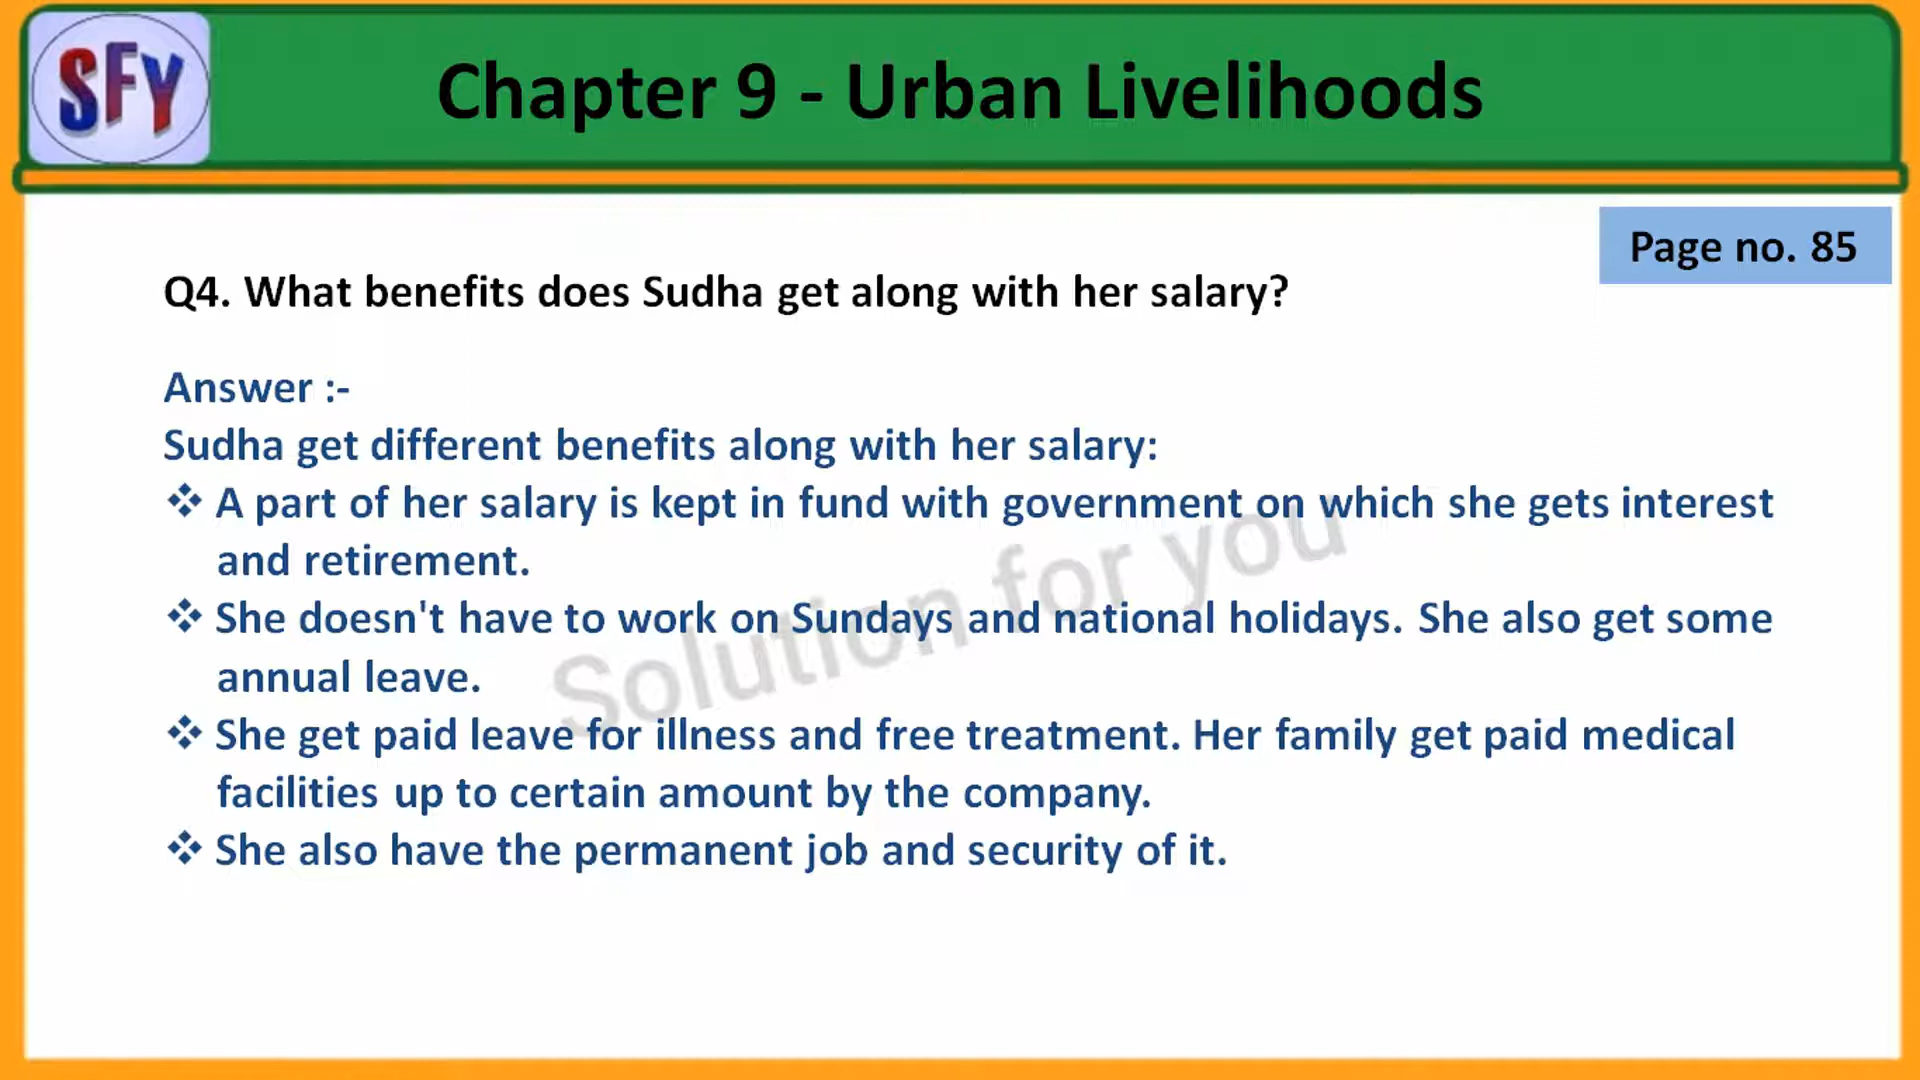 SFY
Chapter 9 - Urban Livelihoods
Page no. 85
Q4. What benefits does Sudha get along with her salary?
Answer :-
Sudha get different benefits along with her salary:
❖ A part of her salary is kept in fund with government on which she gets interest
and retirement.
❖ She doesn't have to work on Sundays and national holidays. She also get some
annual leave.
❖ She get paid leave for illness and free treatment. Her family get paid medical
facilities up to certain amount by the company.
❖ She also have the permanent job and security of it.
Solution for you